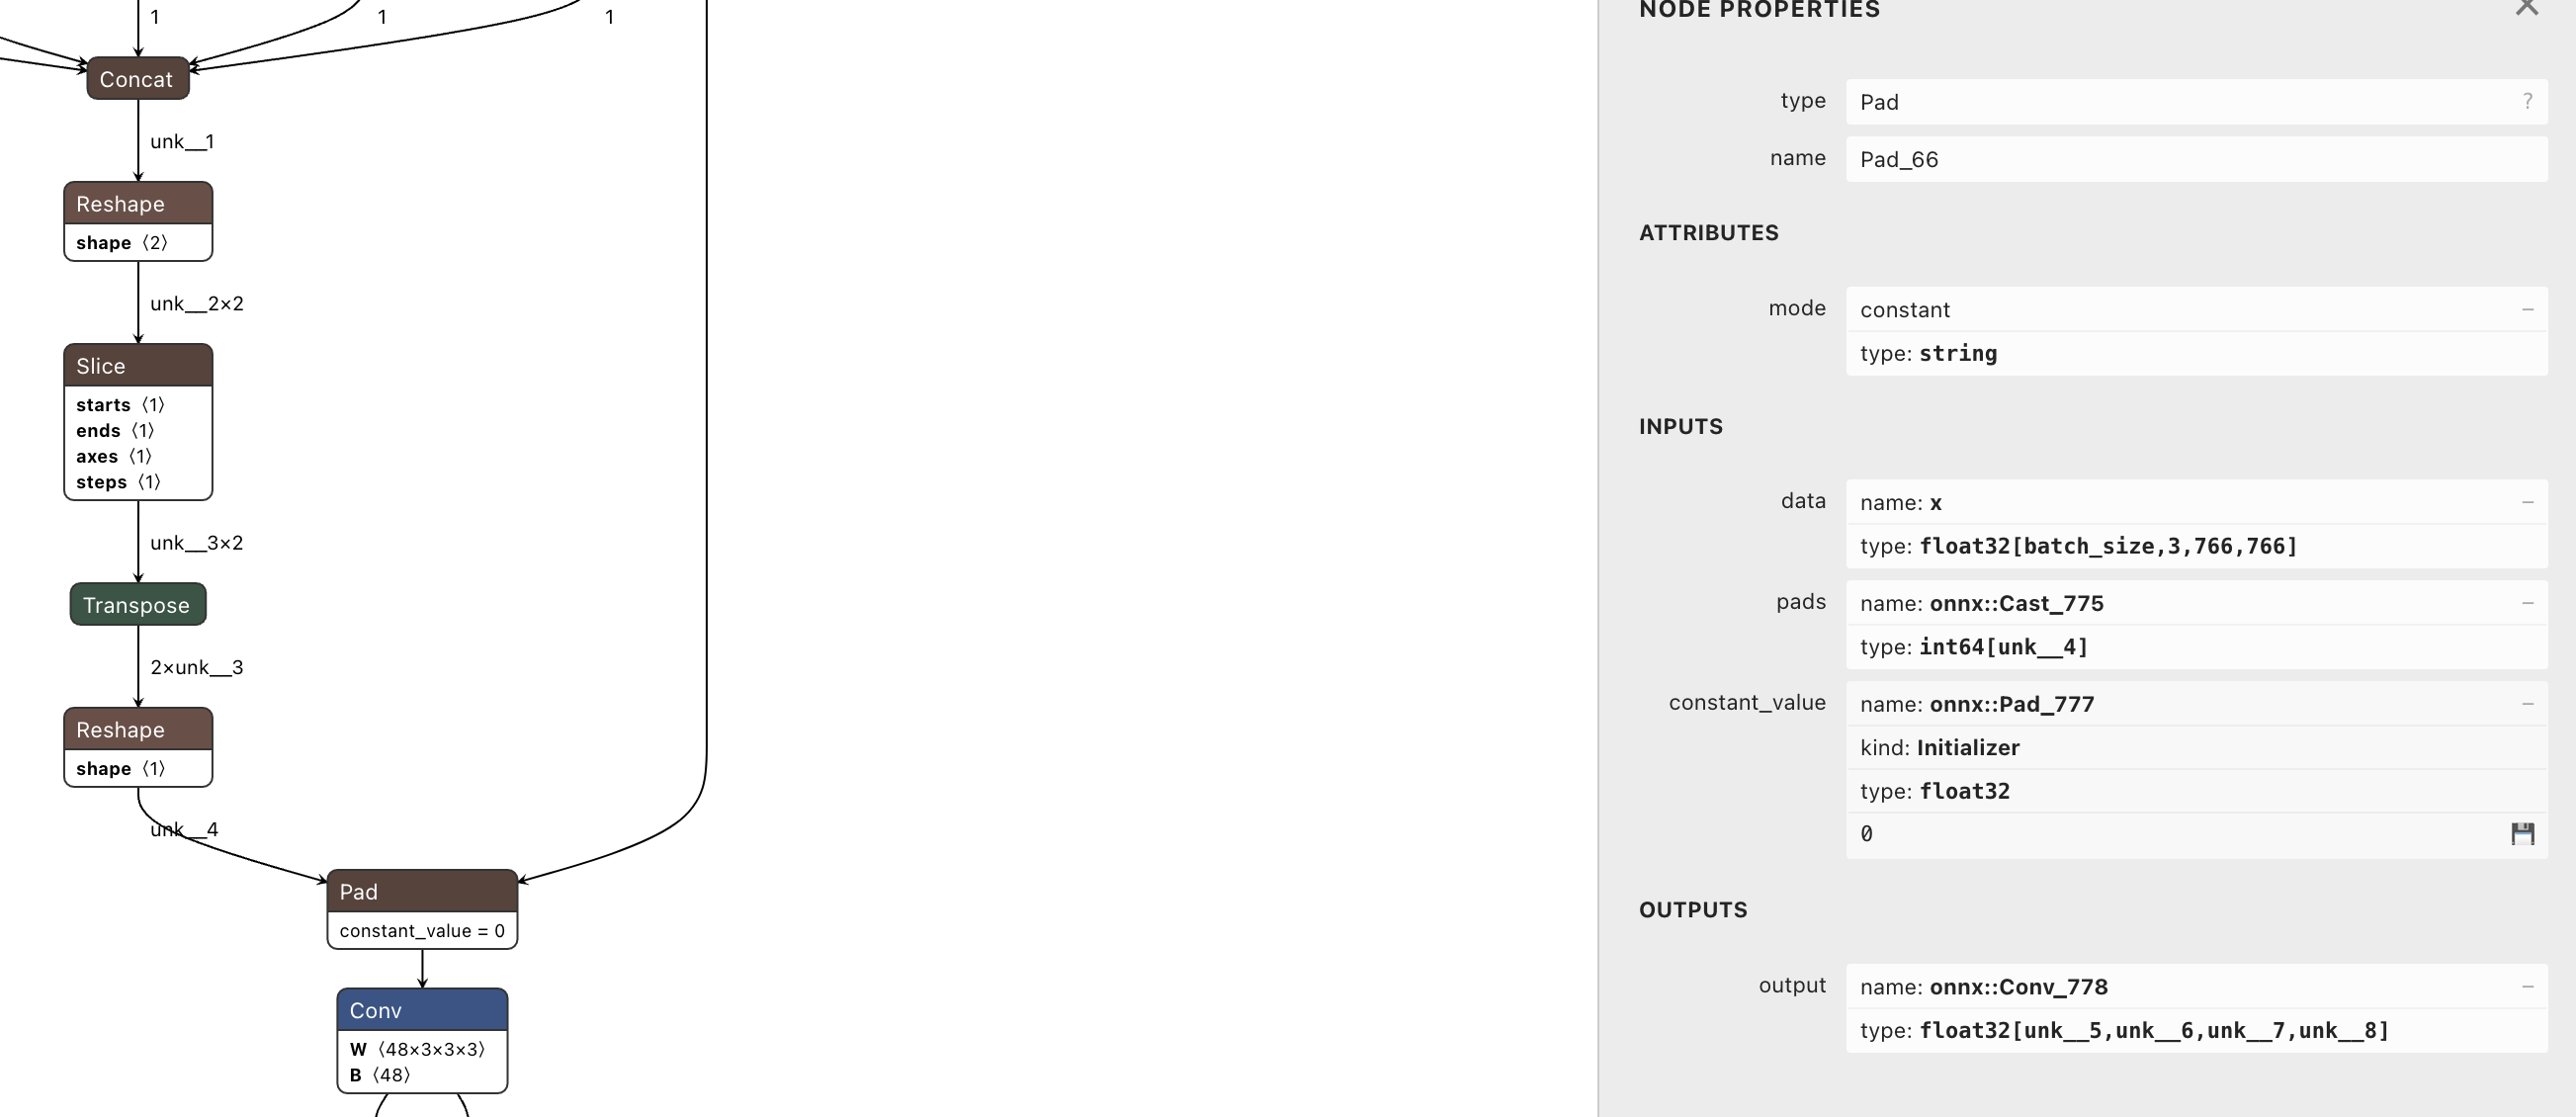 1
1
1
Concat
unk__1
Reshape
shape ⟨2⟩
unk__2×2
Slice
starts ⟨1⟩
ends ⟨1⟩
axes ⟨1⟩
steps ⟨1⟩
unk__3×2
Transpose
2×unk__3
Reshape
shape ⟨1⟩
unk__4
Pad
constant_value = 0
Conv
W ⟨48×3×3×3⟩
B ⟨48⟩
NODE PROPERTIES
type Pad ?
name Pad_66
ATTRIBUTES
mode constant –
type: string
INPUTS
data name: x –
type: float32[batch_size,3,766,766]
pads name: onnx::Cast_775 –
type: int64[unk__4]
constant_value name: onnx::Pad_777 –
kind: Initializer
type: float32
0
OUTPUTS
output name: onnx::Conv_778 –
type: float32[unk__5,unk__6,unk__7,unk__8]